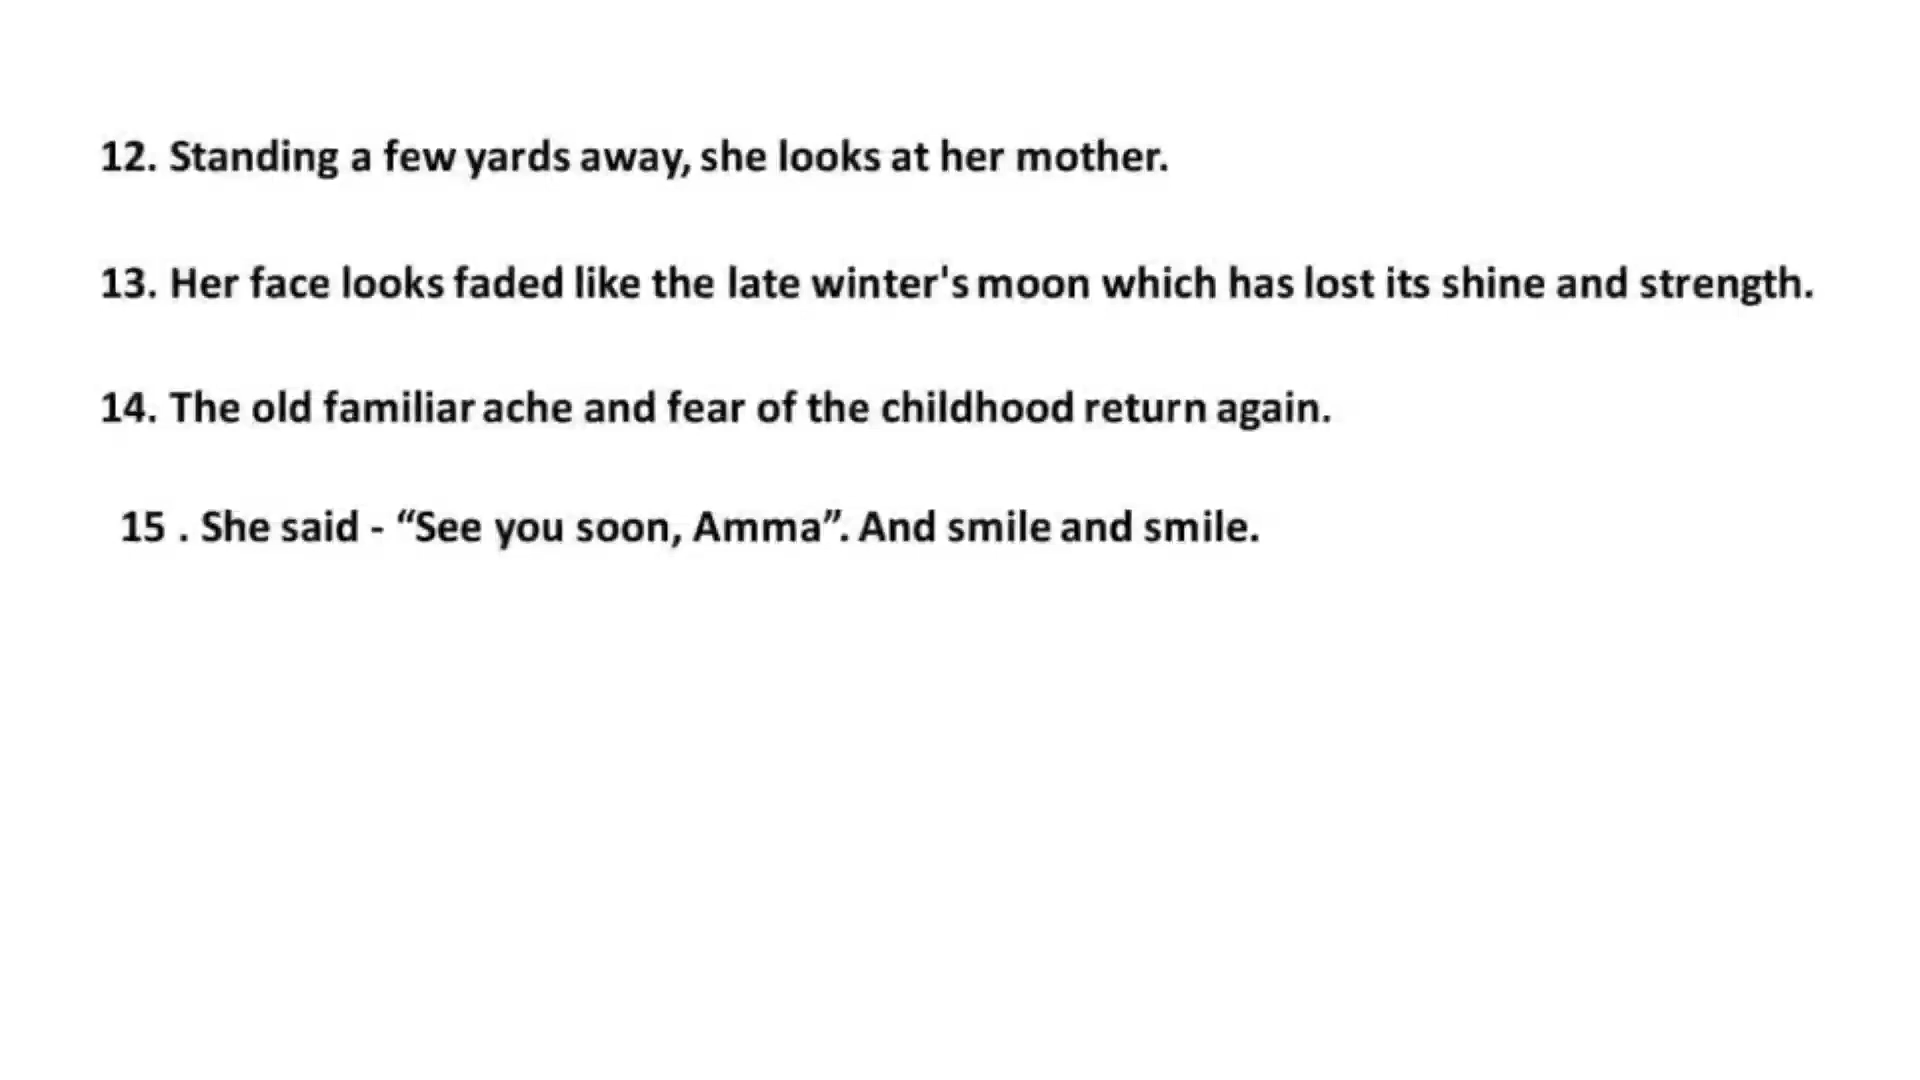 12. Standing a few yards away, she looks at her mother.
13. Her face looks faded like the late winter's moon which has lost its shine and strength.
14. The old familiar ache and fear of the childhood return again.
15 . She said - “See you soon, Amma”. And smile and smile.